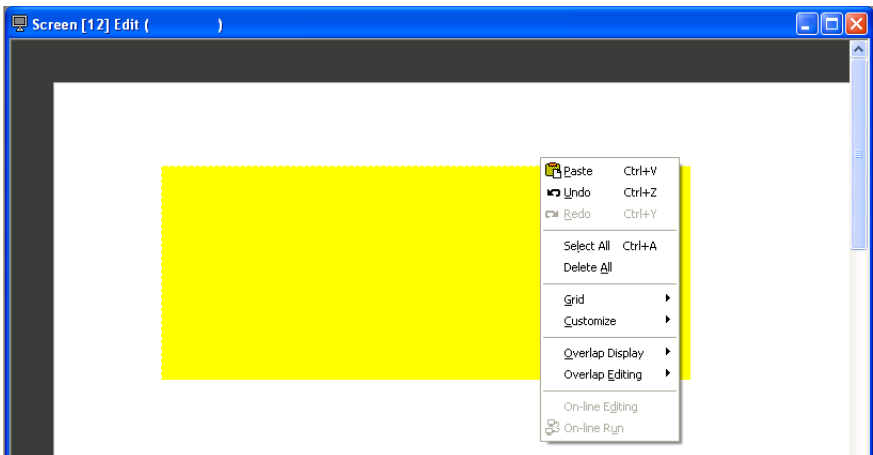 Screen [12] Edit ( )
Paste Ctrl+V
Undo Ctrl+Z
Redo Ctrl+Y
Select All Ctrl+A
Delete All
Grid
Customize
Overlap Display
Overlap Editing
On-line Editing
On-line Run